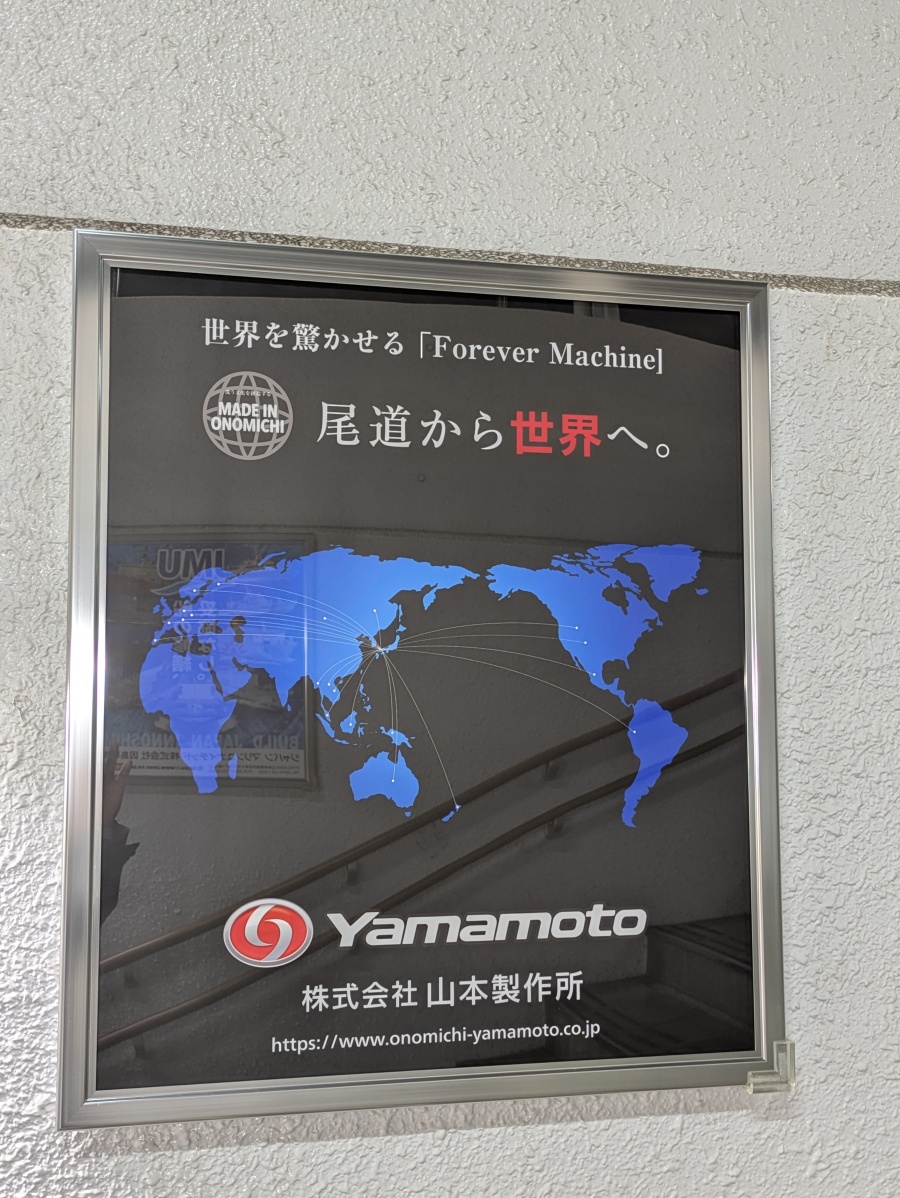 世界を驚かせる「Forever Machine]
MADE IN
ONOMICHI
尾道から世界へ。
Yamamoto
株式会社 山本製作所
https://www.onomichi-yamamoto.co.jp